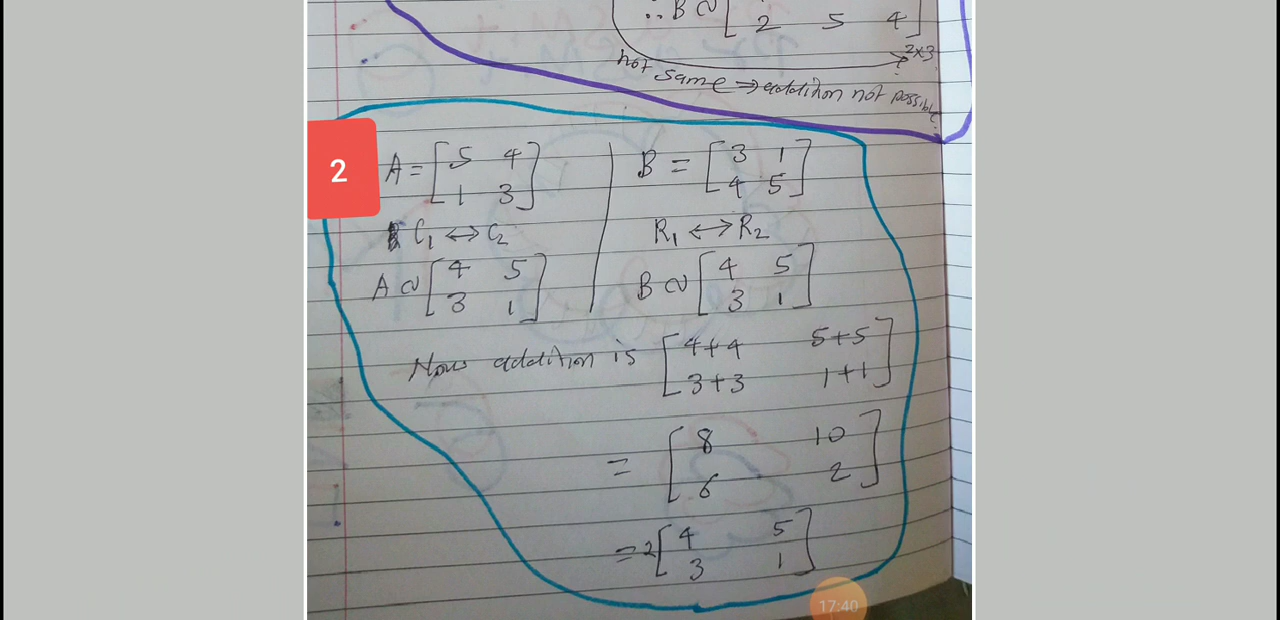 ∴ B ~ [ 2 5 4 ] 2×3
not same ⇒ addition not possible
2
A = [ 5 4 ; 1 3 ] | B = [ 3 1 ; 4 5 ]
C₁ ↔ C₂ R₁ ↔ R₂
A ~ [ 4 5 ; 3 1 ] | B ~ [ 4 5 ; 3 1 ]
Now addition is [ 4+4 5+5 ; 3+3 1+1 ]
= [ 8 10 ; 6 2 ]
= 2 [ 4 5 ; 3 1 ]
17:40